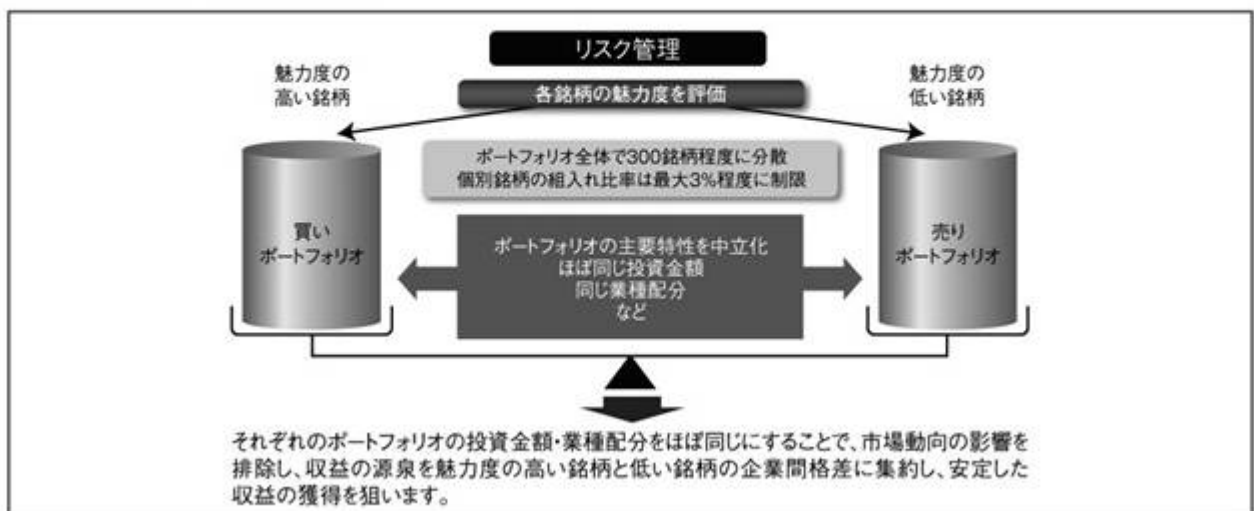 リスク管理
魅力度の
高い銘柄
各銘柄の魅力度を評価
魅力度の
低い銘柄
ポートフォリオ全体で300銘柄程度に分散
個別銘柄の組入れ比率は最大3%程度に制限
買い
ポートフォリオ
ポートフォリオの主要特性を中立化
ほぼ同じ投資金額
同じ業種配分
など
売り
ポートフォリオ
それぞれのポートフォリオの投資金額・業種配分をほぼ同じにすることで、市場動向の影響を
排除し、収益の源泉を魅力度の高い銘柄と低い銘柄の企業間格差に集約し、安定した
収益の獲得を狙います。